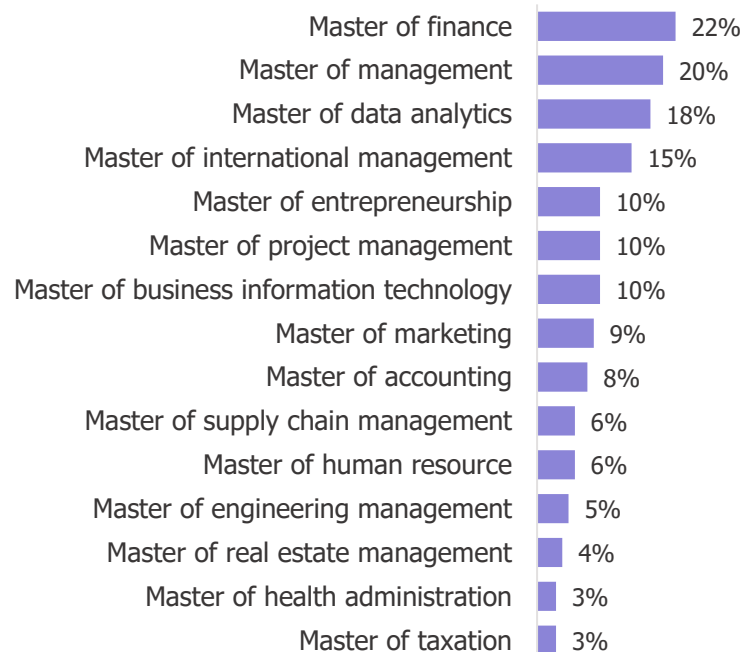 Master of finance 22%
Master of management 20%
Master of data analytics 18%
Master of international management 15%
Master of entrepreneurship 10%
Master of project management 10%
Master of business information technology 10%
Master of marketing 9%
Master of accounting 8%
Master of supply chain management 6%
Master of human resource 6%
Master of engineering management 5%
Master of real estate management 4%
Master of health administration 3%
Master of taxation 3%